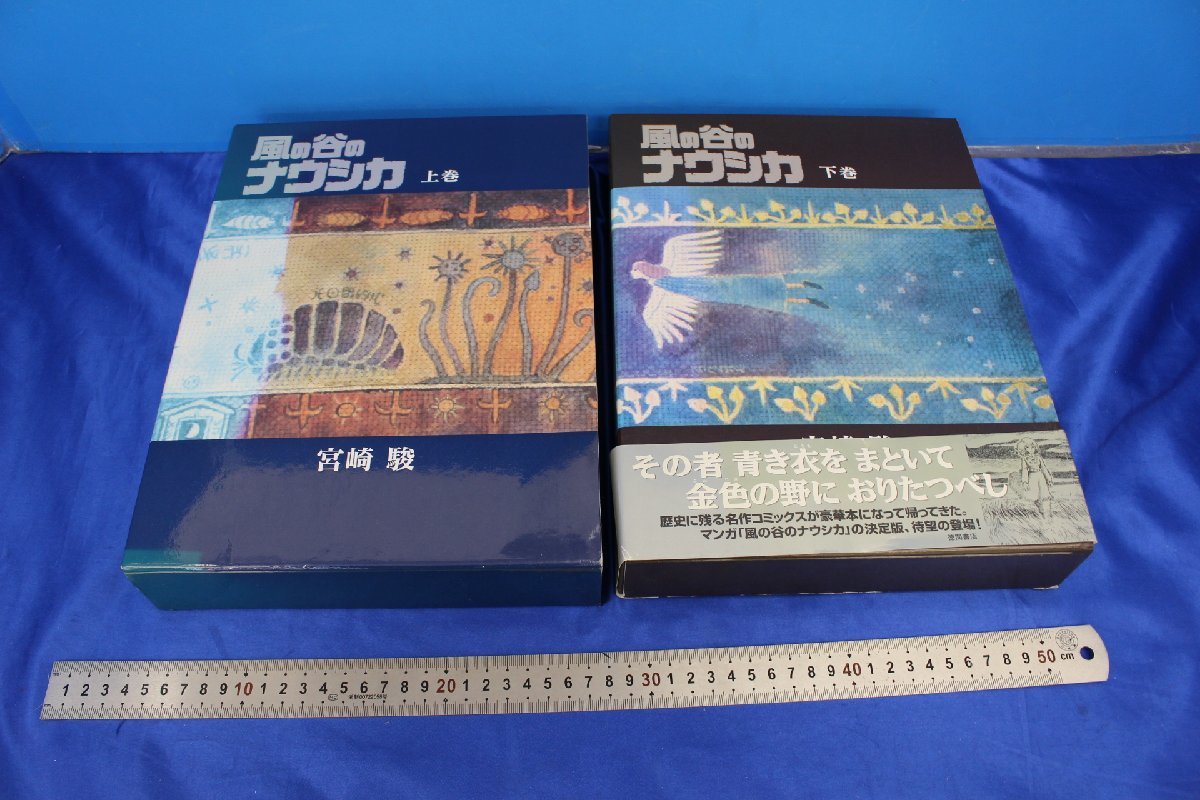 風の谷の
ナウシカ 上巻
宮崎 駿
風の谷の
ナウシカ 下巻
その者 青き衣を まといて
金色の野に おりたつべし
歴史に残る名作コミックスが豪華本になって帰ってきた。
マンガ「風の谷のナウシカ」の決定版、待望の登場!
徳間書店
1 2 3 4 5 6 7 8 9 10 1 2 3 4 5 6 7 8 9 20 1 2 3 4 5 6 7 8 9 30 1 2 3 4 5 6 7 8 9 40 1 2 3 4 5 6 7 8 9 50 cm